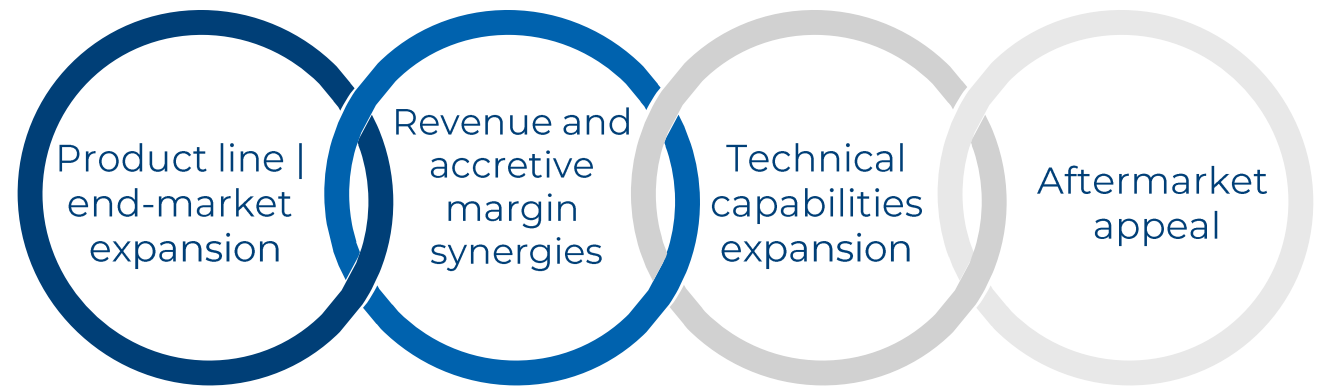 Product line |
end-market
expansion
Revenue and
accretive
margin
synergies
Technical
capabilities
expansion
Aftermarket
appeal